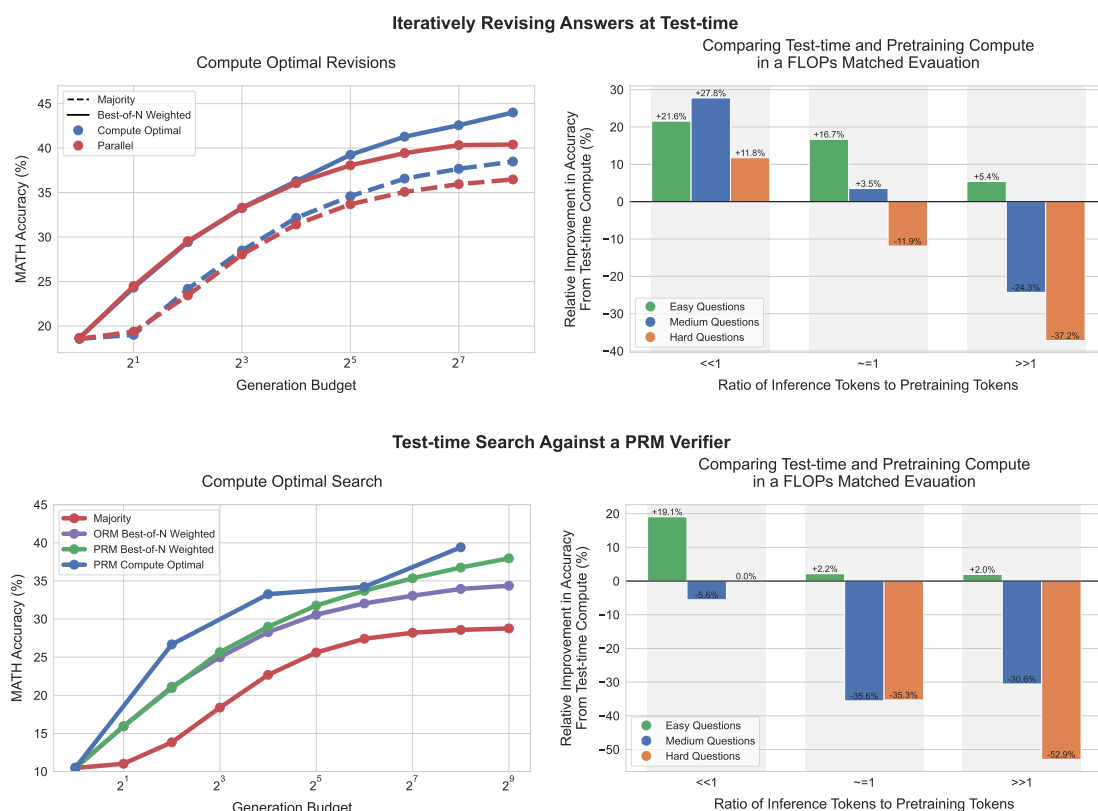 Iteratively Revising Answers at Test-time
Compute Optimal Revisions
Majority
Best-of-N Weighted
Compute Optimal
Parallel
45
40
35
30
25
20
MATH Accuracy (%)
2^1
2^3
2^5
2^7
Generation Budget
Comparing Test-time and Pretraining Compute
in a FLOPs Matched Evauation
30
20
10
0
−10
−20
−30
−40
Relative Improvement in Accuracy
From Test-time Compute (%)
+21.6%
+27.8%
+11.8%
+16.7%
+3.5%
-11.9%
+5.4%
-24.3%
-37.2%
Easy Questions
Medium Questions
Hard Questions
<<1
~=1
>>1
Ratio of Inference Tokens to Pretraining Tokens
Test-time Search Against a PRM Verifier
Compute Optimal Search
Majority
ORM Best-of-N Weighted
PRM Best-of-N Weighted
PRM Compute Optimal
45
40
35
30
25
20
15
10
MATH Accuracy (%)
2^1
2^3
2^5
2^7
2^9
Generation Budget
Comparing Test-time and Pretraining Compute
in a FLOPs Matched Evauation
20
10
0
−10
−20
−30
−40
−50
Relative Improvement in Accuracy
From Test-time Compute (%)
+19.1%
-5.6%
0.0%
+2.2%
-35.6%
-35.3%
+2.0%
-30.6%
-52.9%
Easy Questions
Medium Questions
Hard Questions
<<1
~=1
>>1
Ratio of Inference Tokens to Pretraining Tokens